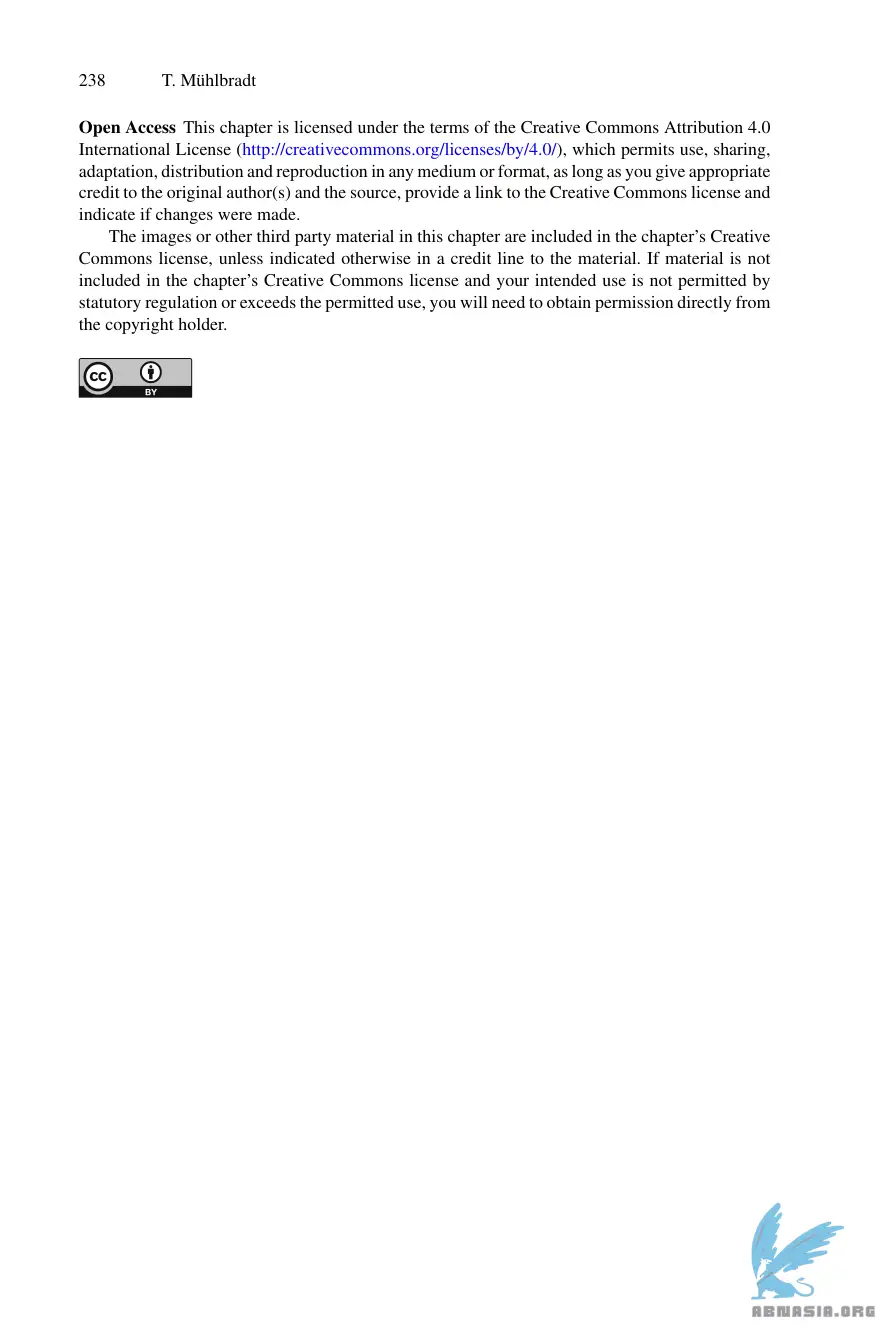 238 T. Mühlbradt
Open Access This chapter is licensed under the terms of the Creative Commons Attribution 4.0
International License (http://creativecommons.org/licenses/by/4.0/), which permits use, sharing,
adaptation, distribution and reproduction in any medium or format, as long as you give appropriate
credit to the original author(s) and the source, provide a link to the Creative Commons license and
indicate if changes were made.
The images or other third party material in this chapter are included in the chapter’s Creative
Commons license, unless indicated otherwise in a credit line to the material. If material is not
included in the chapter’s Creative Commons license and your intended use is not permitted by
statutory regulation or exceeds the permitted use, you will need to obtain permission directly from
the copyright holder.
cc
BY
ABNASIA.ORG